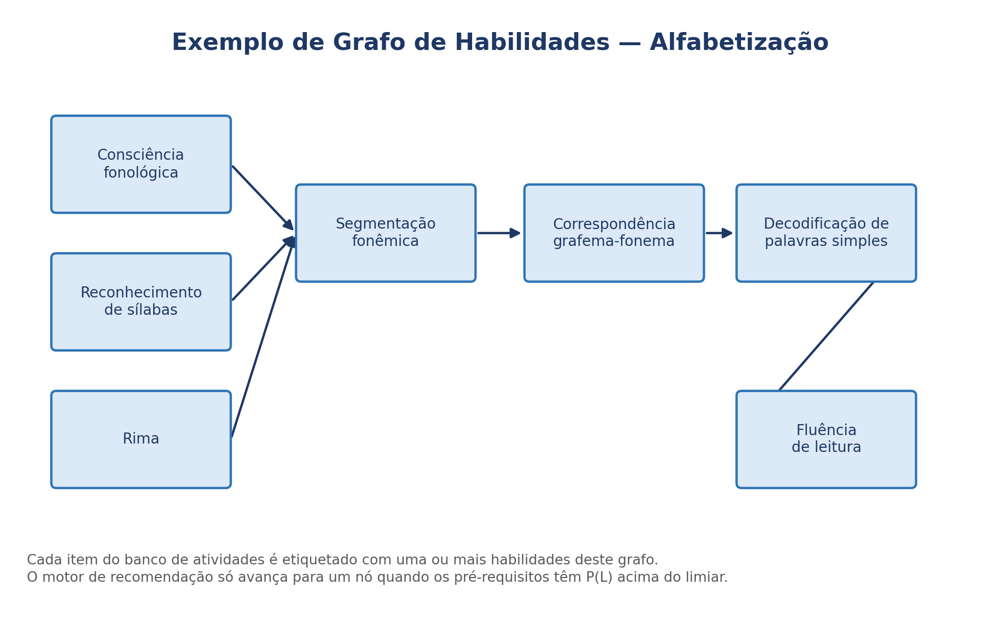 Exemplo de Grafo de Habilidades — Alfabetização
Consciência
fonológica
Reconhecimento
de sílabas
Rima
Segmentação
fonêmica
Correspondência
grafema-fonema
Decodificação de
palavras simples
Fluência
de leitura
Cada item do banco de atividades é etiquetado com uma ou mais habilidades deste grafo.
O motor de recomendação só avança para um nó quando os pré-requisitos têm P(L) acima do limiar.